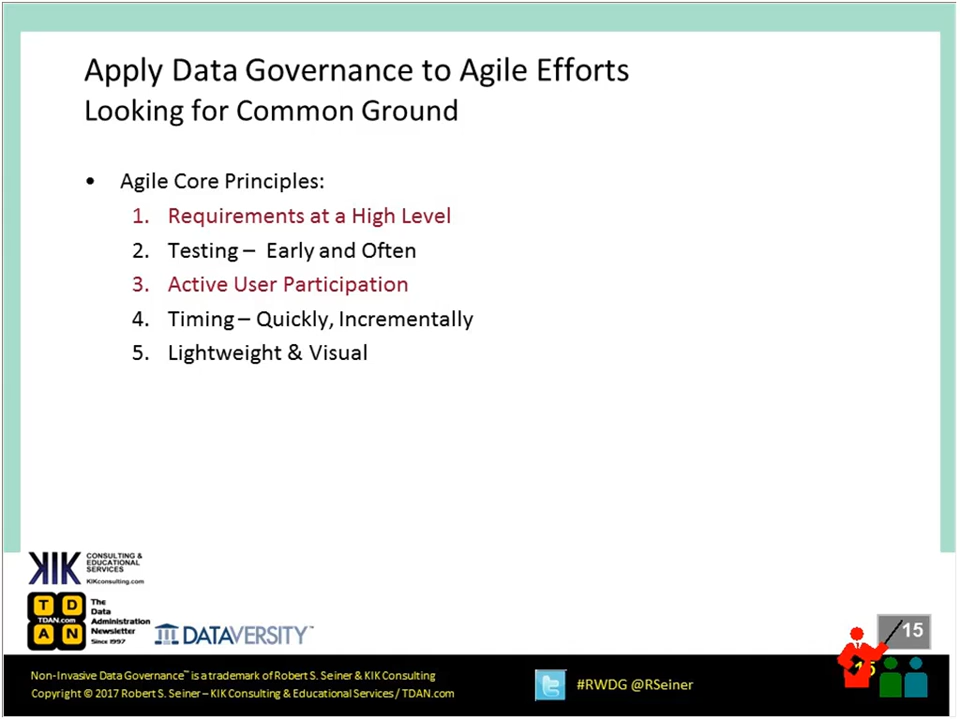 Apply Data Governance to Agile Efforts
Looking for Common Ground
• Agile Core Principles:
1. Requirements at a High Level
2. Testing – Early and Often
3. Active User Participation
4. Timing – Quickly, Incrementally
5. Lightweight & Visual
KIK CONSULTING &
EDUCATIONAL
SERVICES
KIKconsulting.com
T D
TDAN.com
A N
The
Data
Administration
Newsletter
Since 1997
DATAVERSITY™
15
15
Non-Invasive Data Governance™ is a trademark of Robert S. Seiner & KIK Consulting
Copyright © 2017 Robert S. Seiner – KIK Consulting & Educational Services / TDAN.com
#RWDG @RSeiner